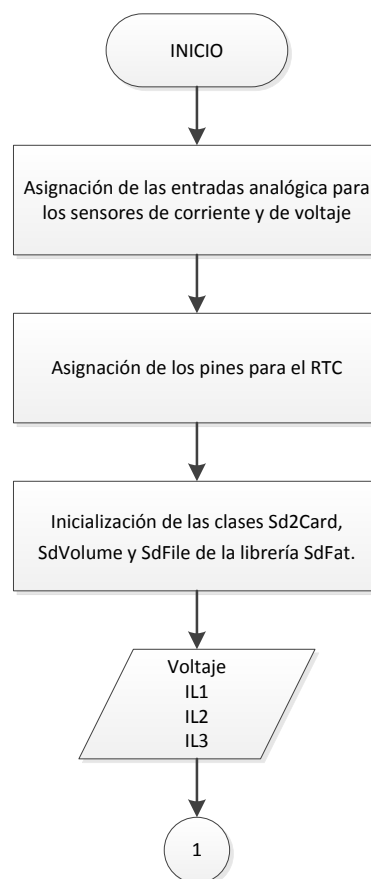 INICIO
Asignación de las entradas analógica para
los sensores de corriente y de voltaje
Asignación de los pines para el RTC
Inicialización de las clases Sd2Card,
SdVolume y SdFile de la librería SdFat.
Voltaje
IL1
IL2
IL3
1